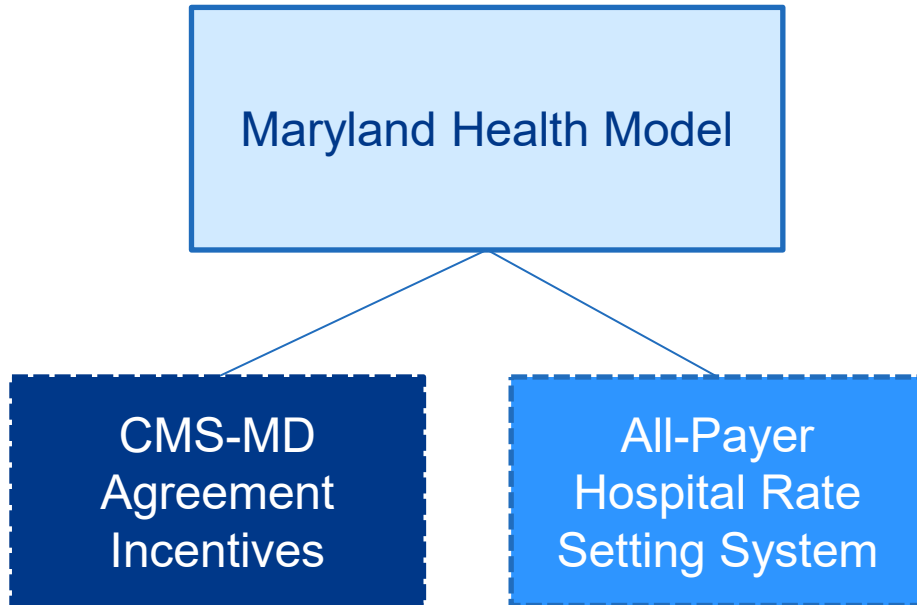 Maryland Health Model
CMS-MD
Agreement
Incentives
All-Payer
Hospital Rate
Setting System